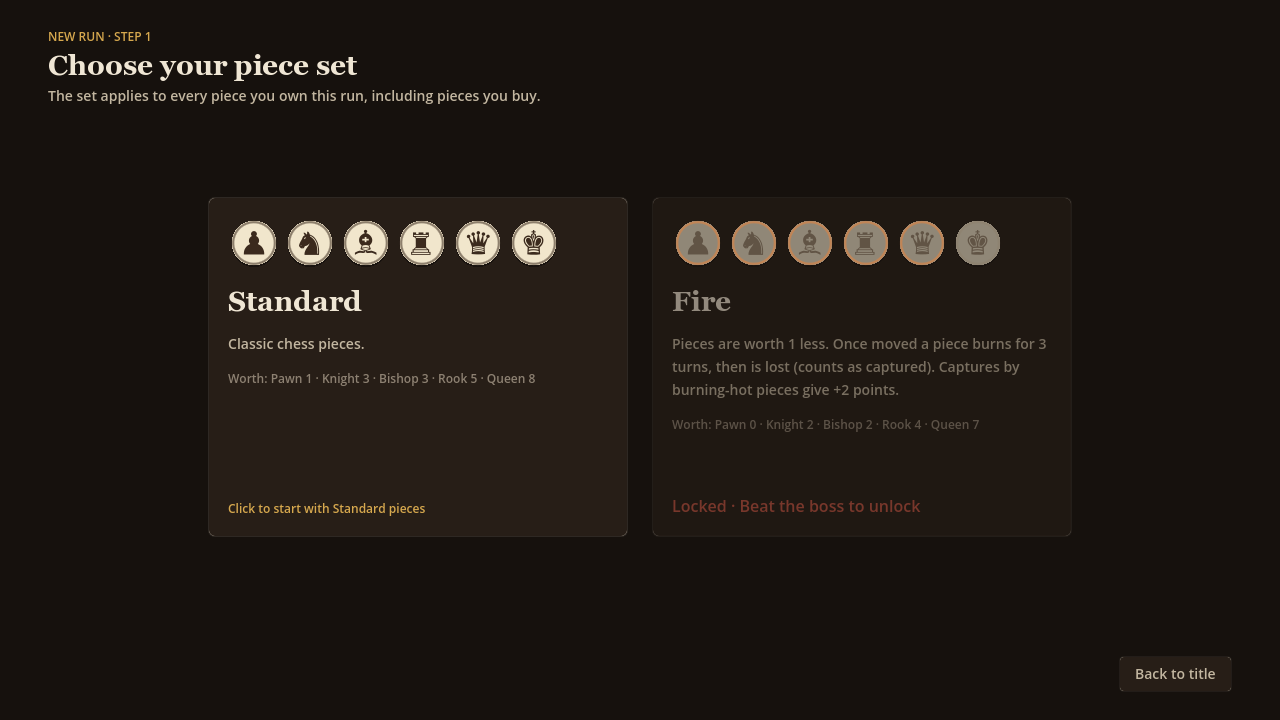 NEW RUN · STEP 1
Choose your piece set
The set applies to every piece you own this run, including pieces you buy.
Standard
Classic chess pieces.
Worth: Pawn 1 · Knight 3 · Bishop 3 · Rook 5 · Queen 8
Click to start with Standard pieces
Fire
Pieces are worth 1 less. Once moved a piece burns for 3
turns, then is lost (counts as captured). Captures by
burning-hot pieces give +2 points.
Worth: Pawn 0 · Knight 2 · Bishop 2 · Rook 4 · Queen 7
Locked · Beat the boss to unlock
Back to title